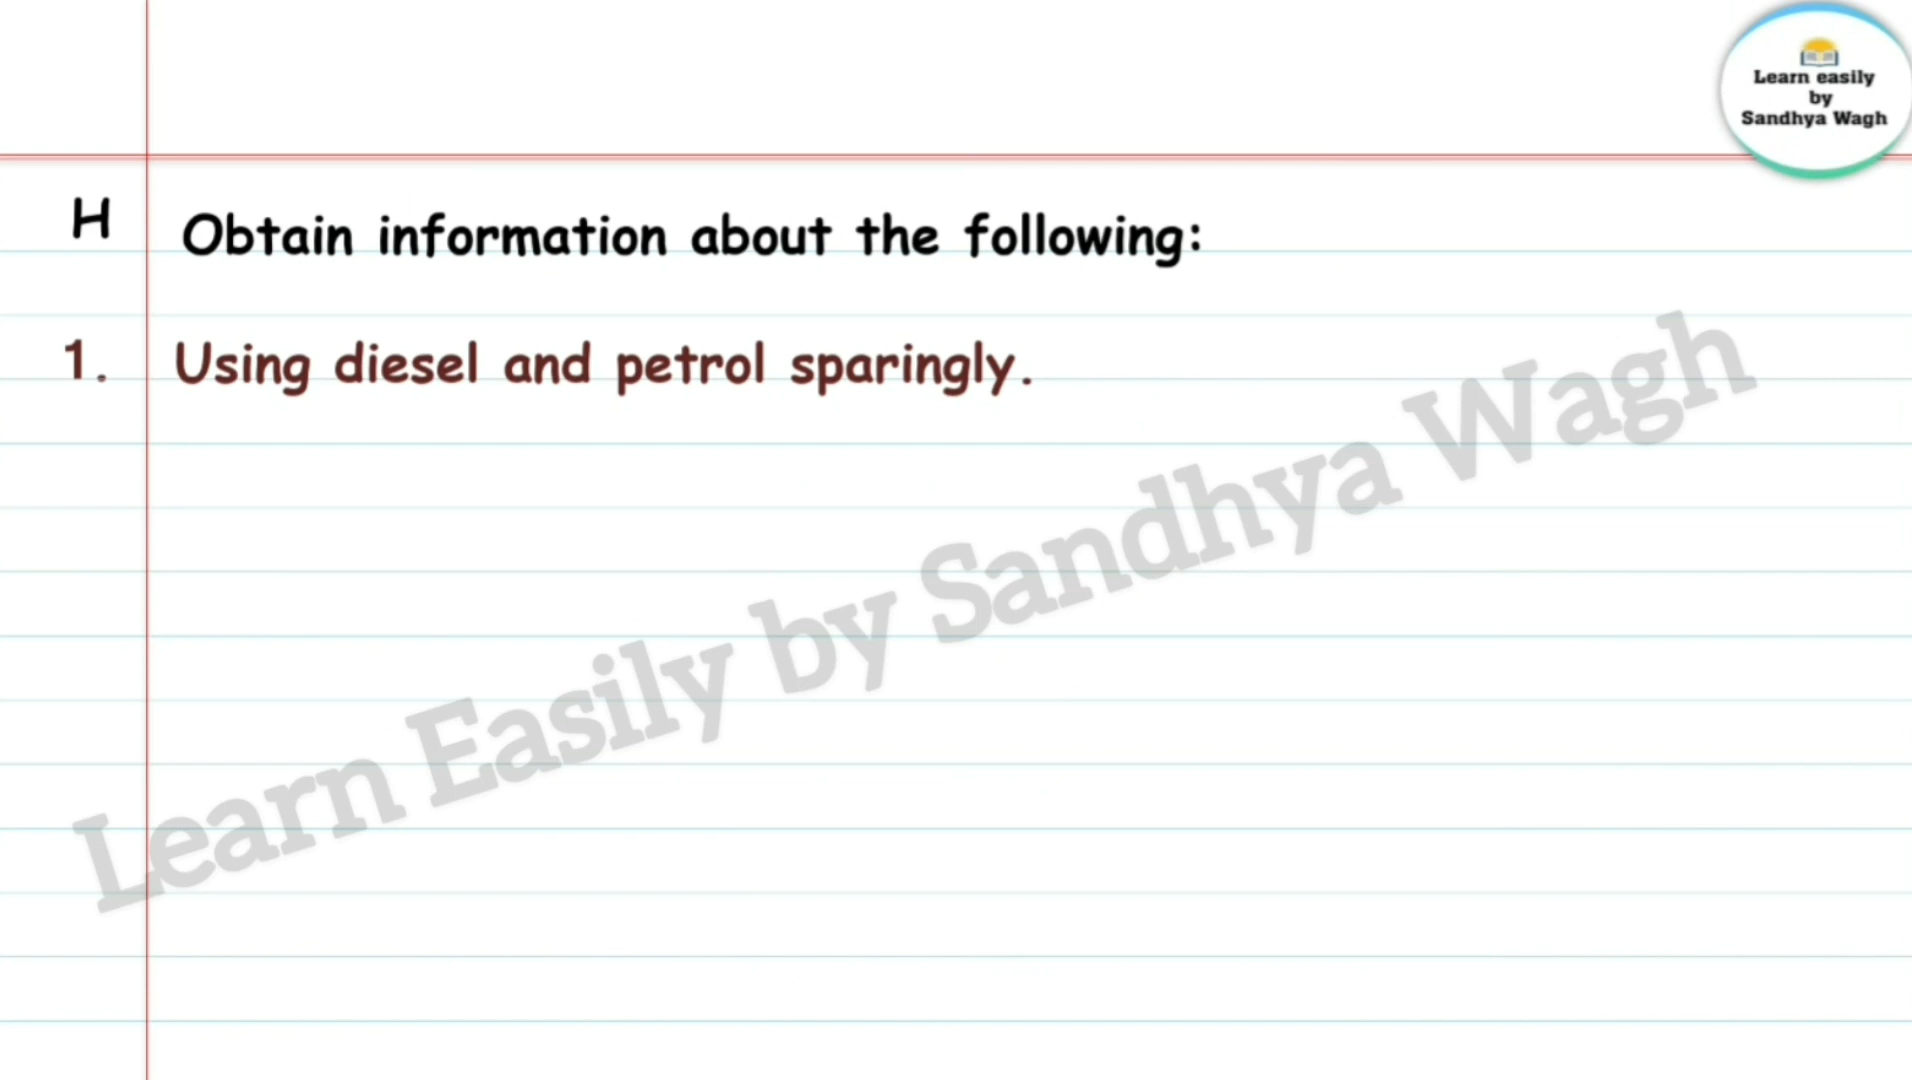 Learn easily
by
Sandhya Wagh
H Obtain information about the following:
1. Using diesel and petrol sparingly.
Learn Easily by Sandhya Wagh